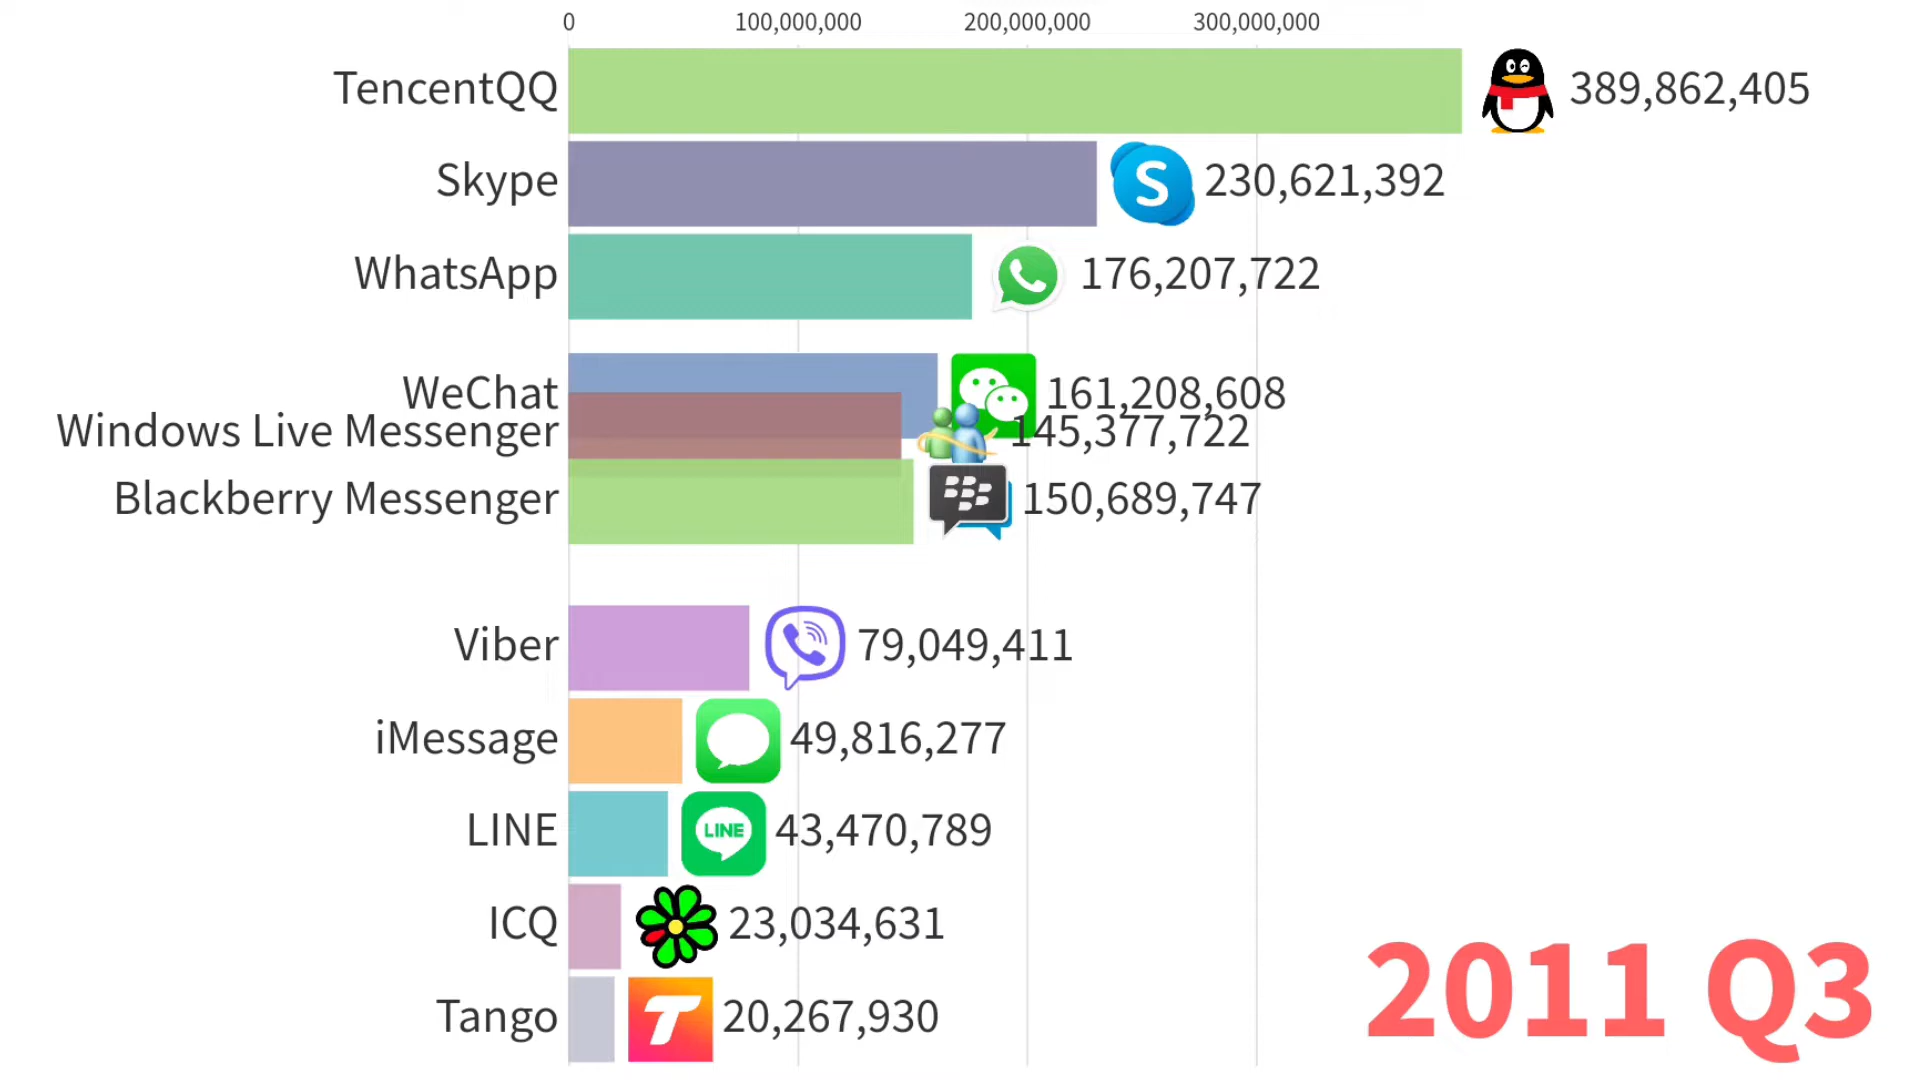 0 100,000,000 200,000,000 300,000,000
TencentQQ 389,862,405
Skype S 230,621,392
WhatsApp 176,207,722
WeChat 161,208,608
Windows Live Messenger 145,377,722
Blackberry Messenger 150,689,747
Viber 79,049,411
iMessage 49,816,277
LINE LINE 43,470,789
ICQ 23,034,631
Tango T 20,267,930
2011 Q3